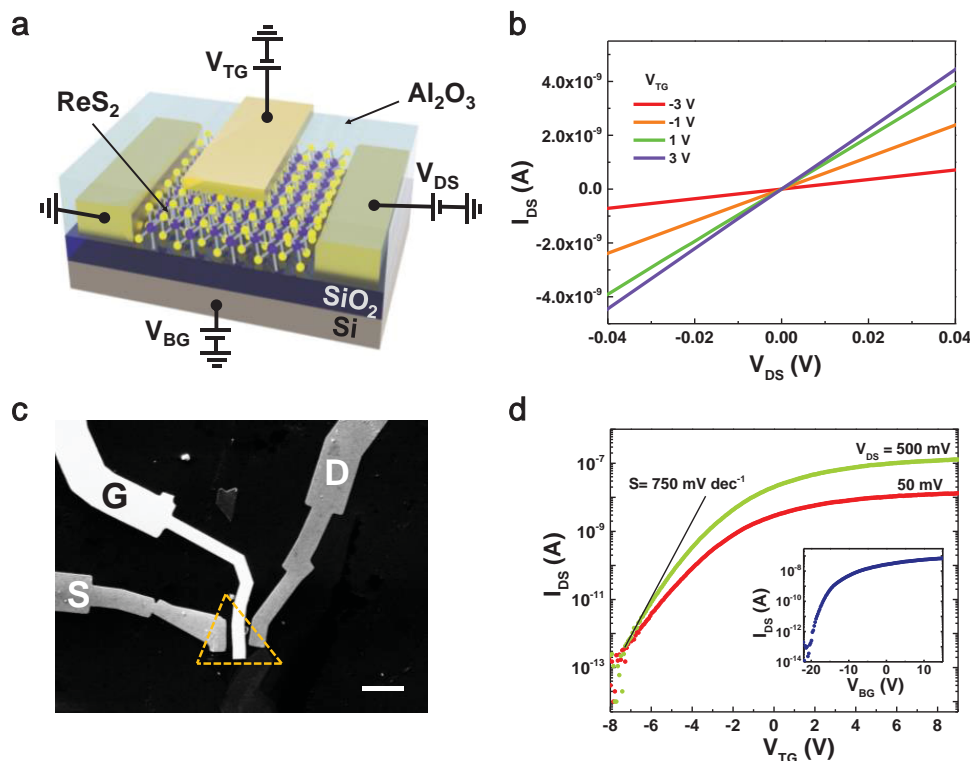 a
V_TG
ReS₂
Al₂O₃
V_DS
SiO₂
Si
V_BG
b
I_DS (A)
4.0x10⁻⁹
2.0x10⁻⁹
0.0
-2.0x10⁻⁹
-4.0x10⁻⁹
V_TG
-3 V
-1 V
1 V
3 V
-0.04 -0.02 0.00 0.02 0.04
V_DS (V)
c
G
D
S
d
I_DS (A)
10⁻⁷
10⁻⁹
10⁻¹¹
10⁻¹³
S= 750 mV dec⁻¹
V_DS = 500 mV
50 mV
I_DS (A)
10⁻⁸
10⁻¹⁰
10⁻¹²
10⁻¹⁴
-20 -10 0 10
V_BG (V)
-8 -6 -4 -2 0 2 4 6 8
V_TG (V)